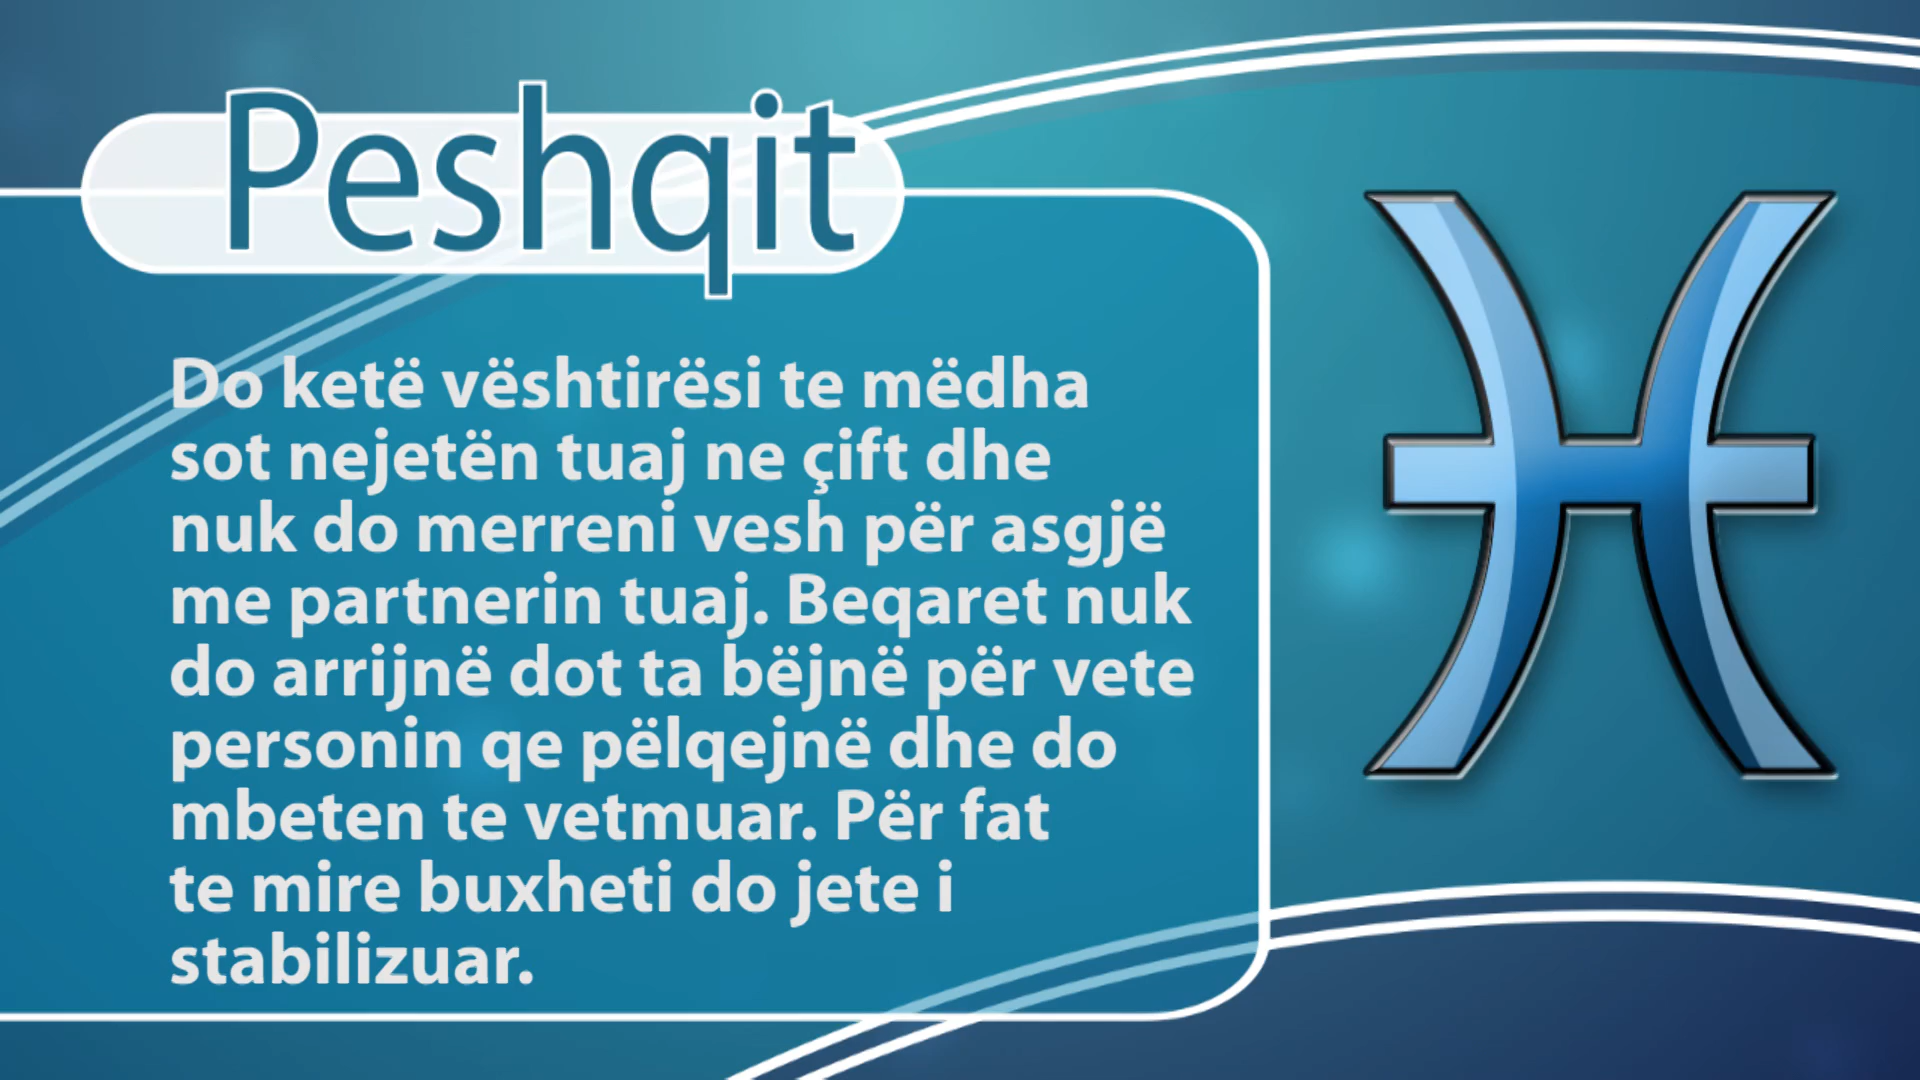 Peshqit
Do ketë vështirësi te mëdha
sot nejetën tuaj ne çift dhe
nuk do merreni vesh për asgjë
me partnerin tuaj. Beqaret nuk
do arrijnë dot ta bëjnë për vete
personin qe pëlqejnë dhe do
mbeten te vetmuar. Për fat
te mire buxheti do jete i
stabilizuar.